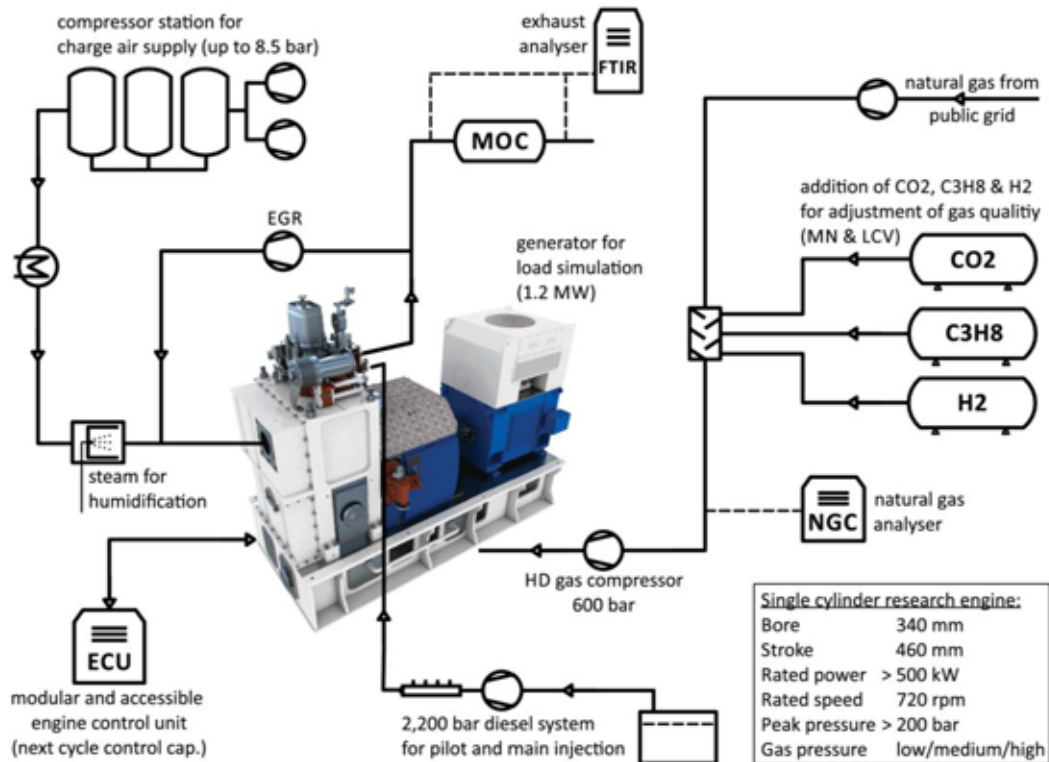 compressor station for
charge air supply (up to 8.5 bar)
exhaust
analyser
FTIR
MOC
natural gas from
public grid
addition of CO2, C3H8 & H2
for adjustment of gas qualitiy
(MN & LCV)
CO2
C3H8
H2
EGR
generator for
load simulation
(1.2 MW)
steam for
humidification
NGC
natural gas
analyser
HD gas compressor
600 bar
ECU
modular and accessible
engine control unit
(next cycle control cap.)
2,200 bar diesel system
for pilot and main injection
Single cylinder research engine:
Bore 340 mm
Stroke 460 mm
Rated power > 500 kW
Rated speed 720 rpm
Peak pressure > 200 bar
Gas pressure low/medium/high